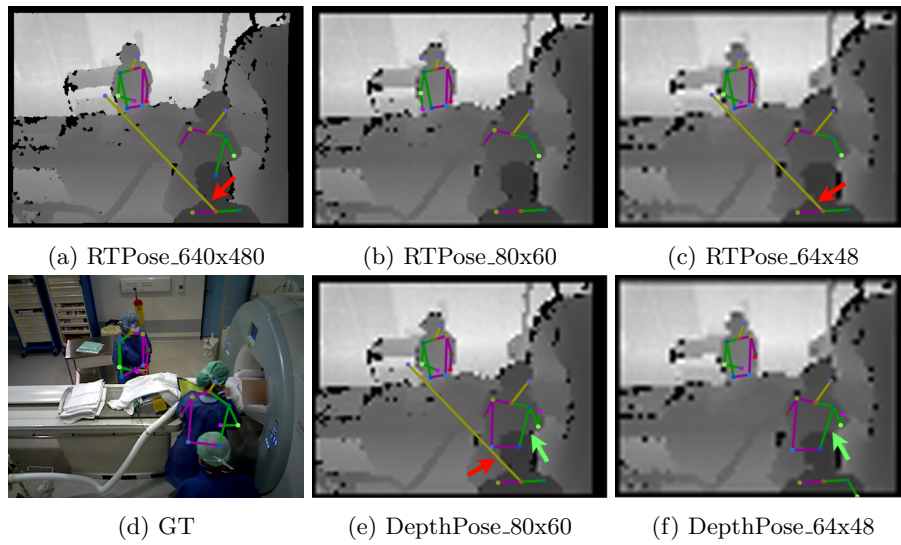 (a) RTPose_640x480
(b) RTPose_80x60
(c) RTPose_64x48
(d) GT
(e) DepthPose_80x60
(f) DepthPose_64x48